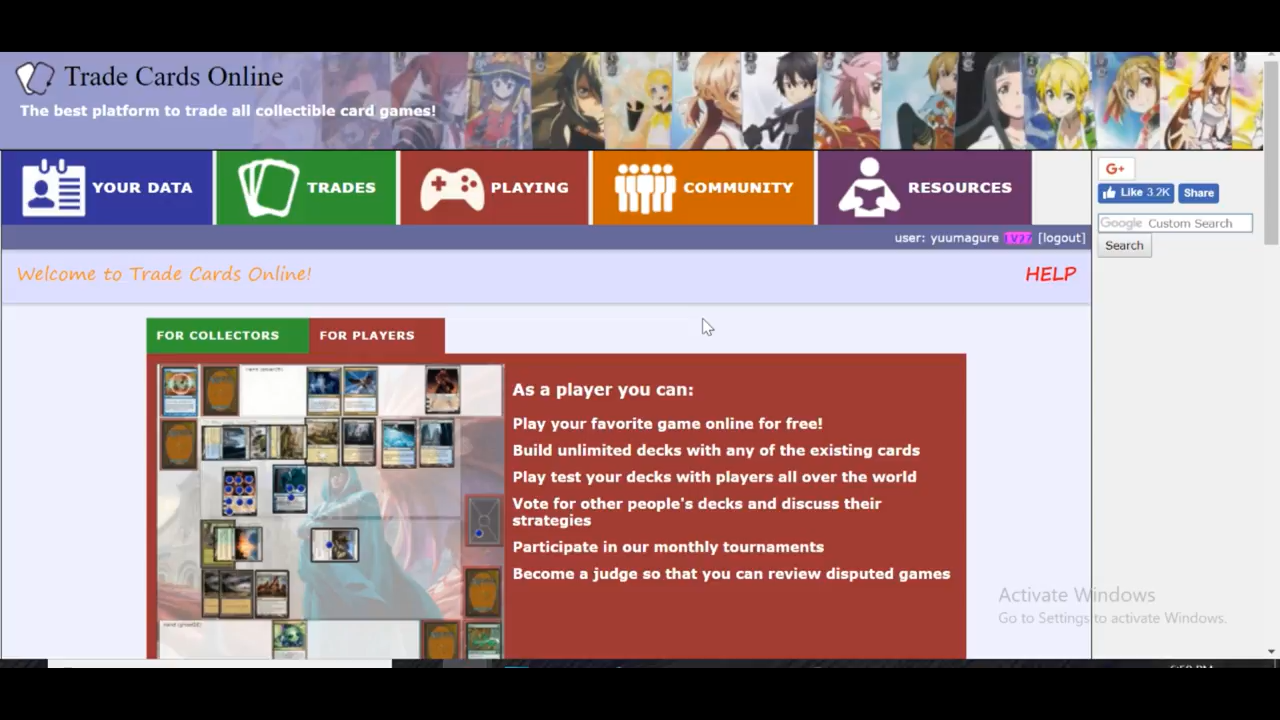 Trade Cards Online
The best platform to trade all collectible card games!
YOUR DATA
TRADES
PLAYING
COMMUNITY
RESOURCES
G+
Like 3.2K
Share
Google Custom Search
Search
user: yuumagure 1V27 [logout]
Welcome to Trade Cards Online!
HELP
FOR COLLECTORS
FOR PLAYERS
As a player you can:
Play your favorite game online for free!
Build unlimited decks with any of the existing cards
Play test your decks with players all over the world
Vote for other people's decks and discuss their
strategies
Participate in our monthly tournaments
Become a judge so that you can review disputed games
Activate Windows
Go to Settings to activate Windows.